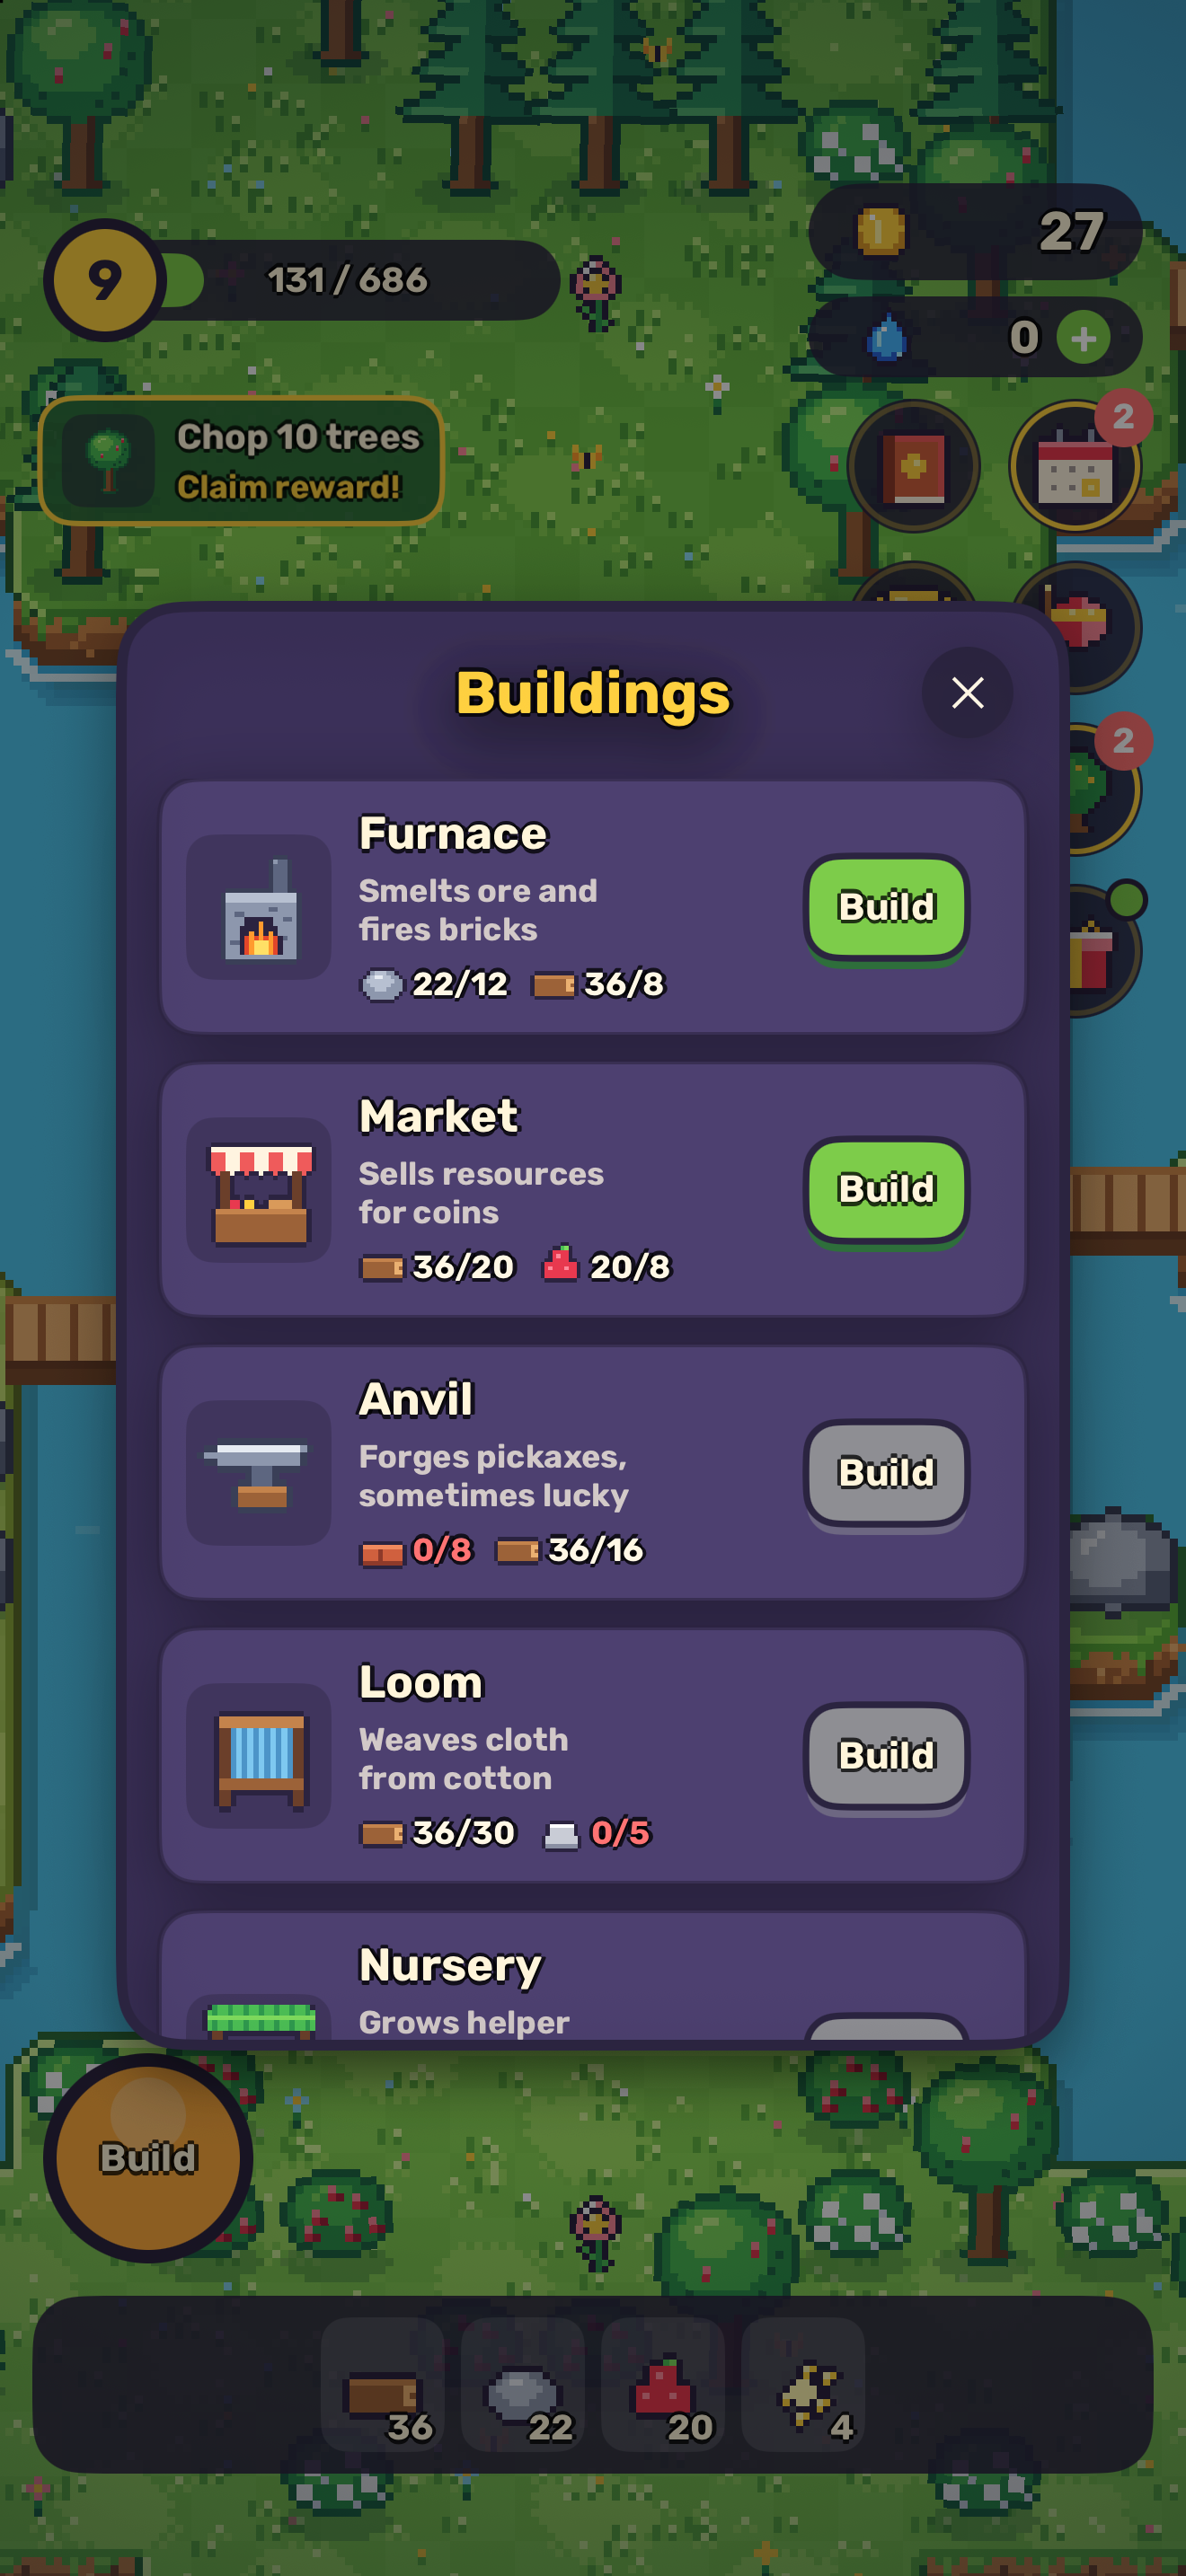 27
9
131 / 686
0 +
2
Chop 10 trees
Claim reward!
Buildings
2
Furnace
Smelts ore and
fires bricks
22/12 36/8
Build
Market
Sells resources
for coins
36/20 20/8
Build
Anvil
Forges pickaxes,
sometimes lucky
0/8 36/16
Build
Loom
Weaves cloth
from cotton
36/30 0/5
Build
Nursery
Grows helper
Build
36 22 20 4